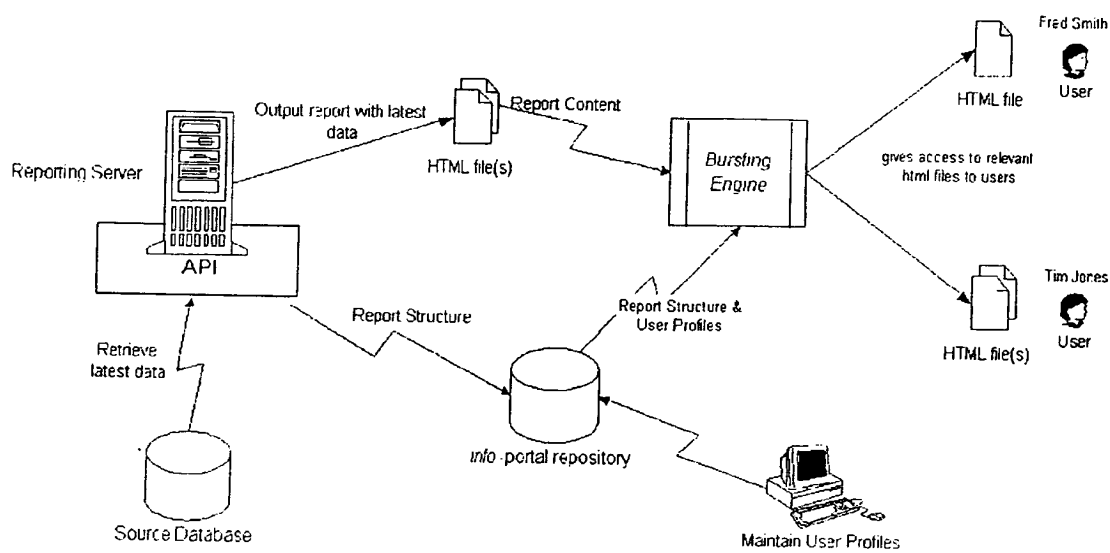 Fred Smith
User
HTML file
Output report with latest
data
Report Content
HTML file(s)
Reporting Server
Bursting
Engine
gives access to relevant
html files to users
API
Tim Jones
User
HTML file(s)
Report Structure
Report Structure &
User Profiles
Retrieve
latest data
info-portal repository
Source Database
Maintain User Profiles